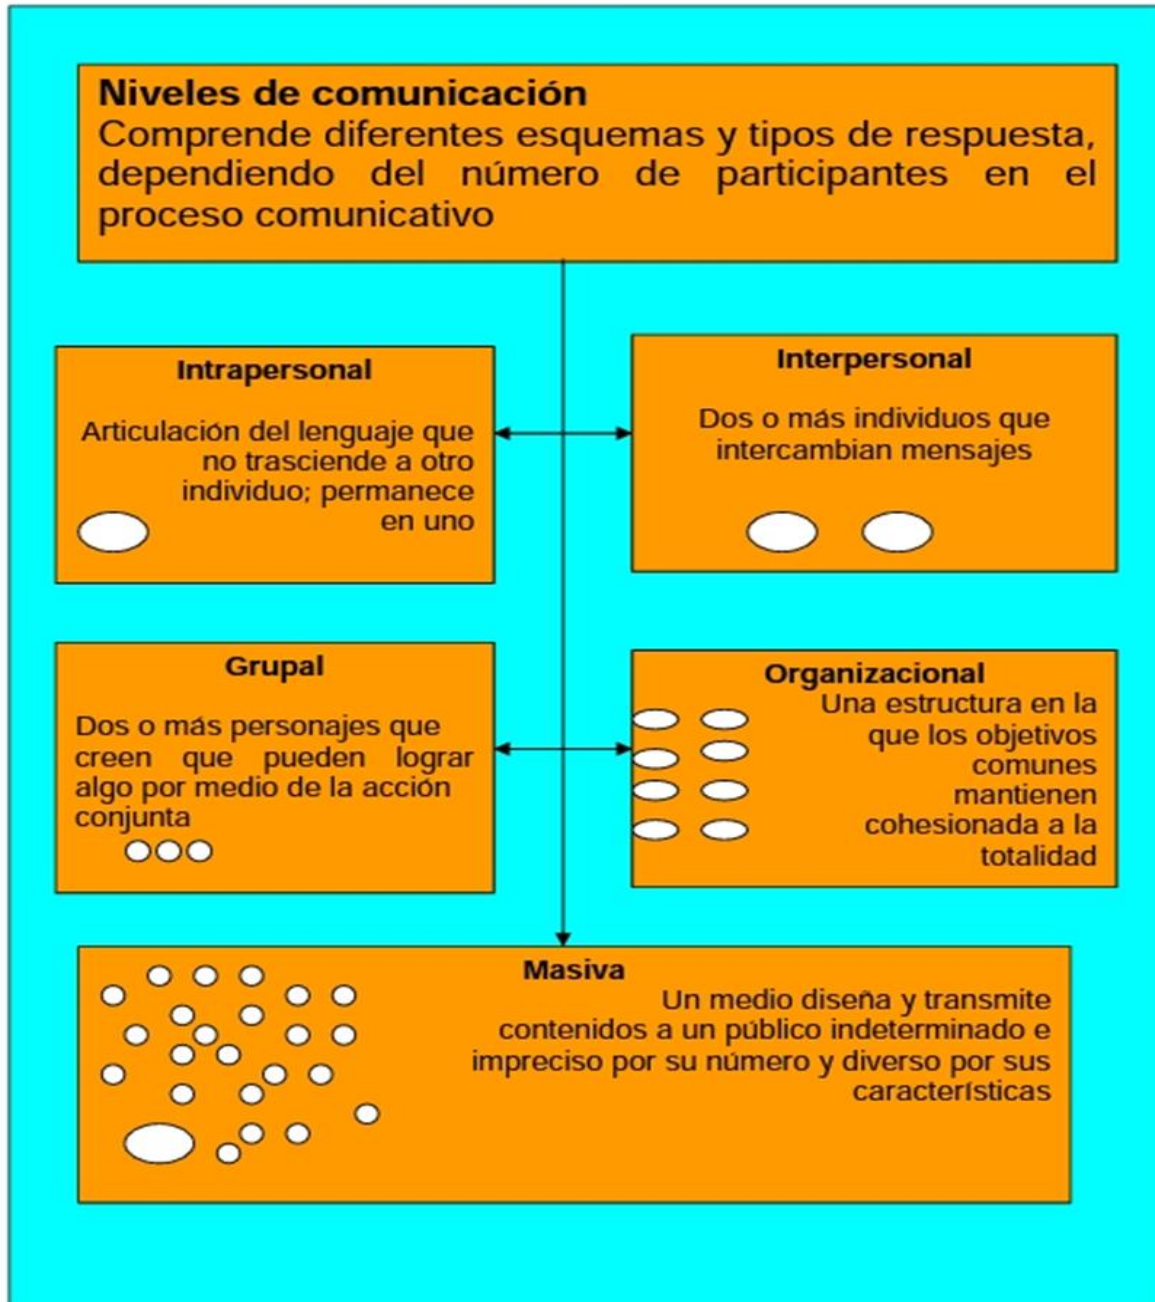 Niveles de comunicación
Comprende diferentes esquemas y tipos de respuesta,
dependiendo del número de participantes en el
proceso comunicativo
Intrapersonal
Articulación del lenguaje que
no trasciende a otro
individuo; permanece
en uno
Interpersonal
Dos o más individuos que
intercambian mensajes
Grupal
Dos o más personajes que
creen que pueden lograr
algo por medio de la acción
conjunta
Organizacional
Una estructura en la
que los objetivos
comunes
mantienen
cohesionada a la
totalidad
Masiva
Un medio diseña y transmite
contenidos a un público indeterminado e
impreciso por su número y diverso por sus
características